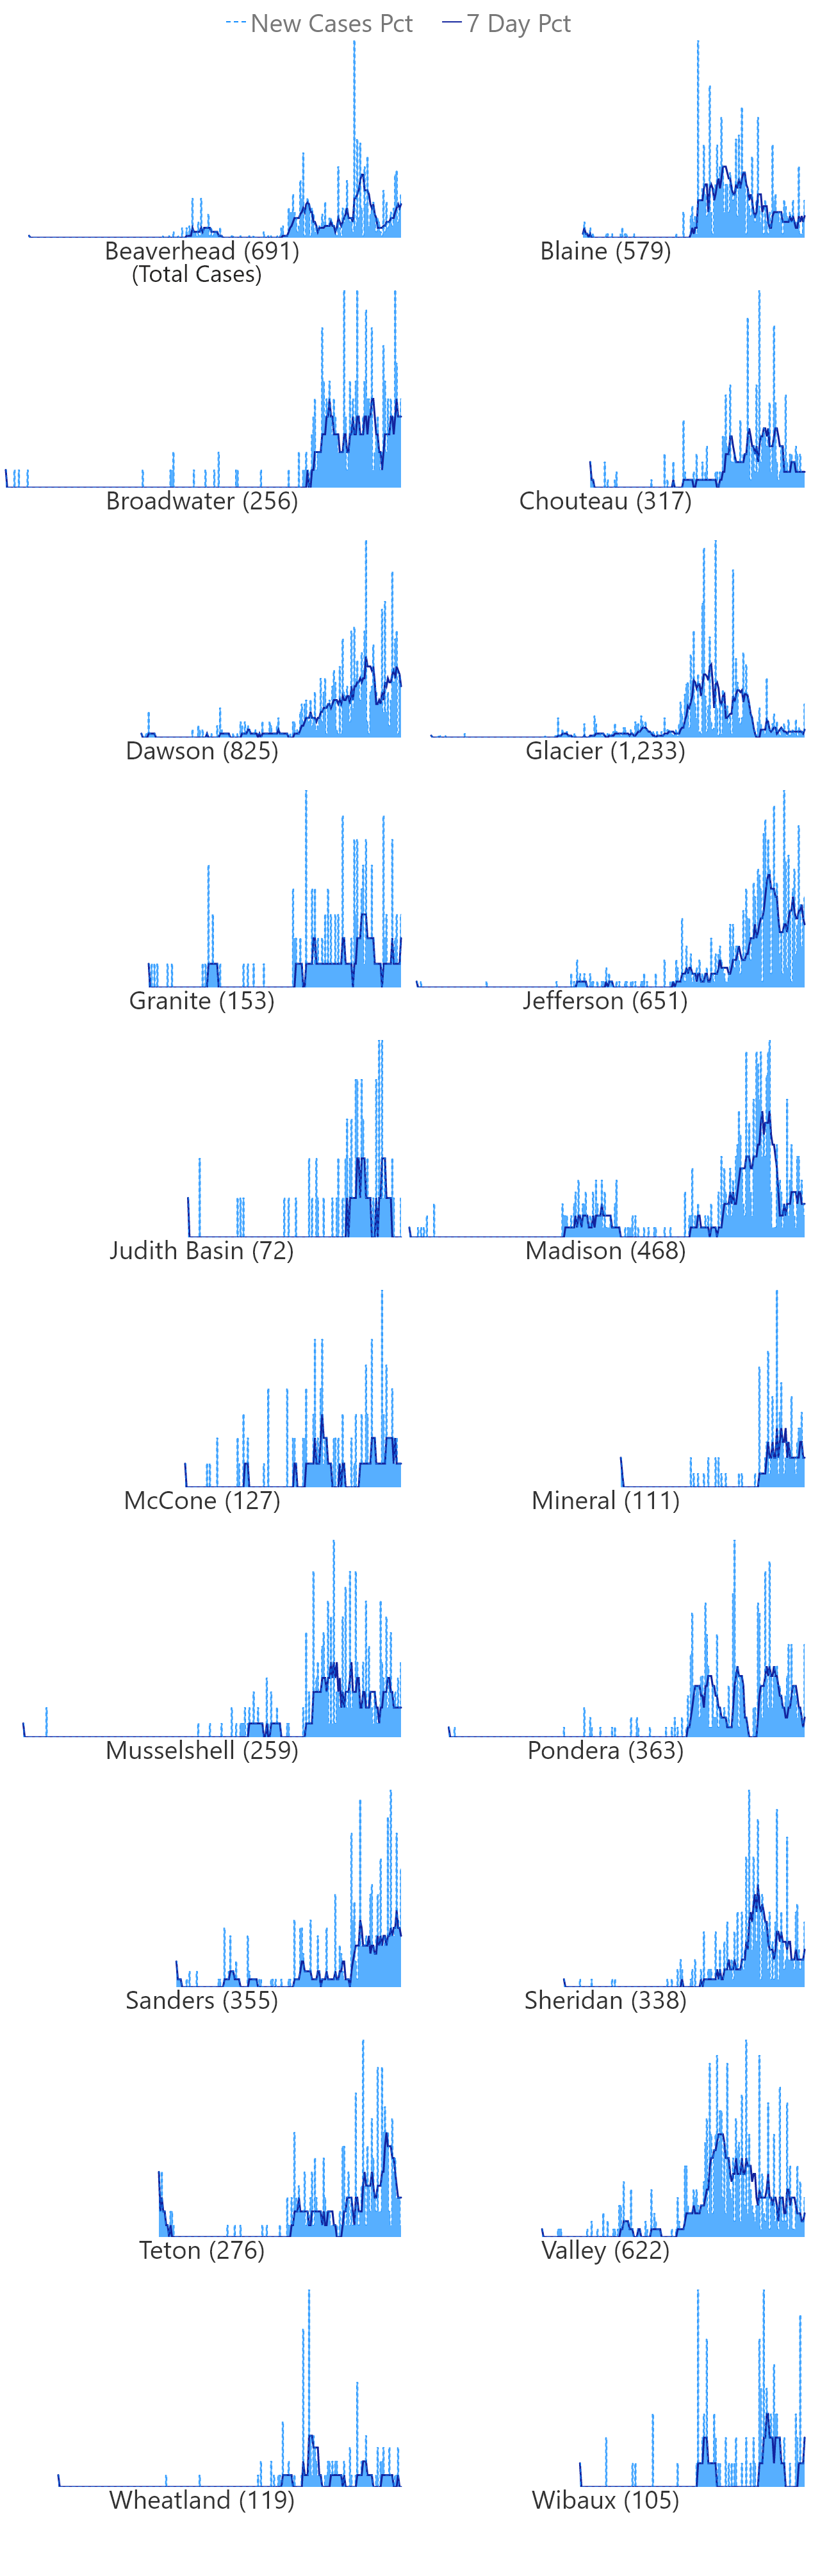 New Cases Pct 7 Day Pct
Beaverhead (691) Blaine (579)
(Total Cases)
Broadwater (256) Chouteau (317)
Dawson (825) Glacier (1,233)
Granite (153) Jefferson (651)
Judith Basin (72) Madison (468)
McCone (127) Mineral (111)
Musselshell (259) Pondera (363)
Sanders (355) Sheridan (338)
Teton (276) Valley (622)
Wheatland (119) Wibaux (105)